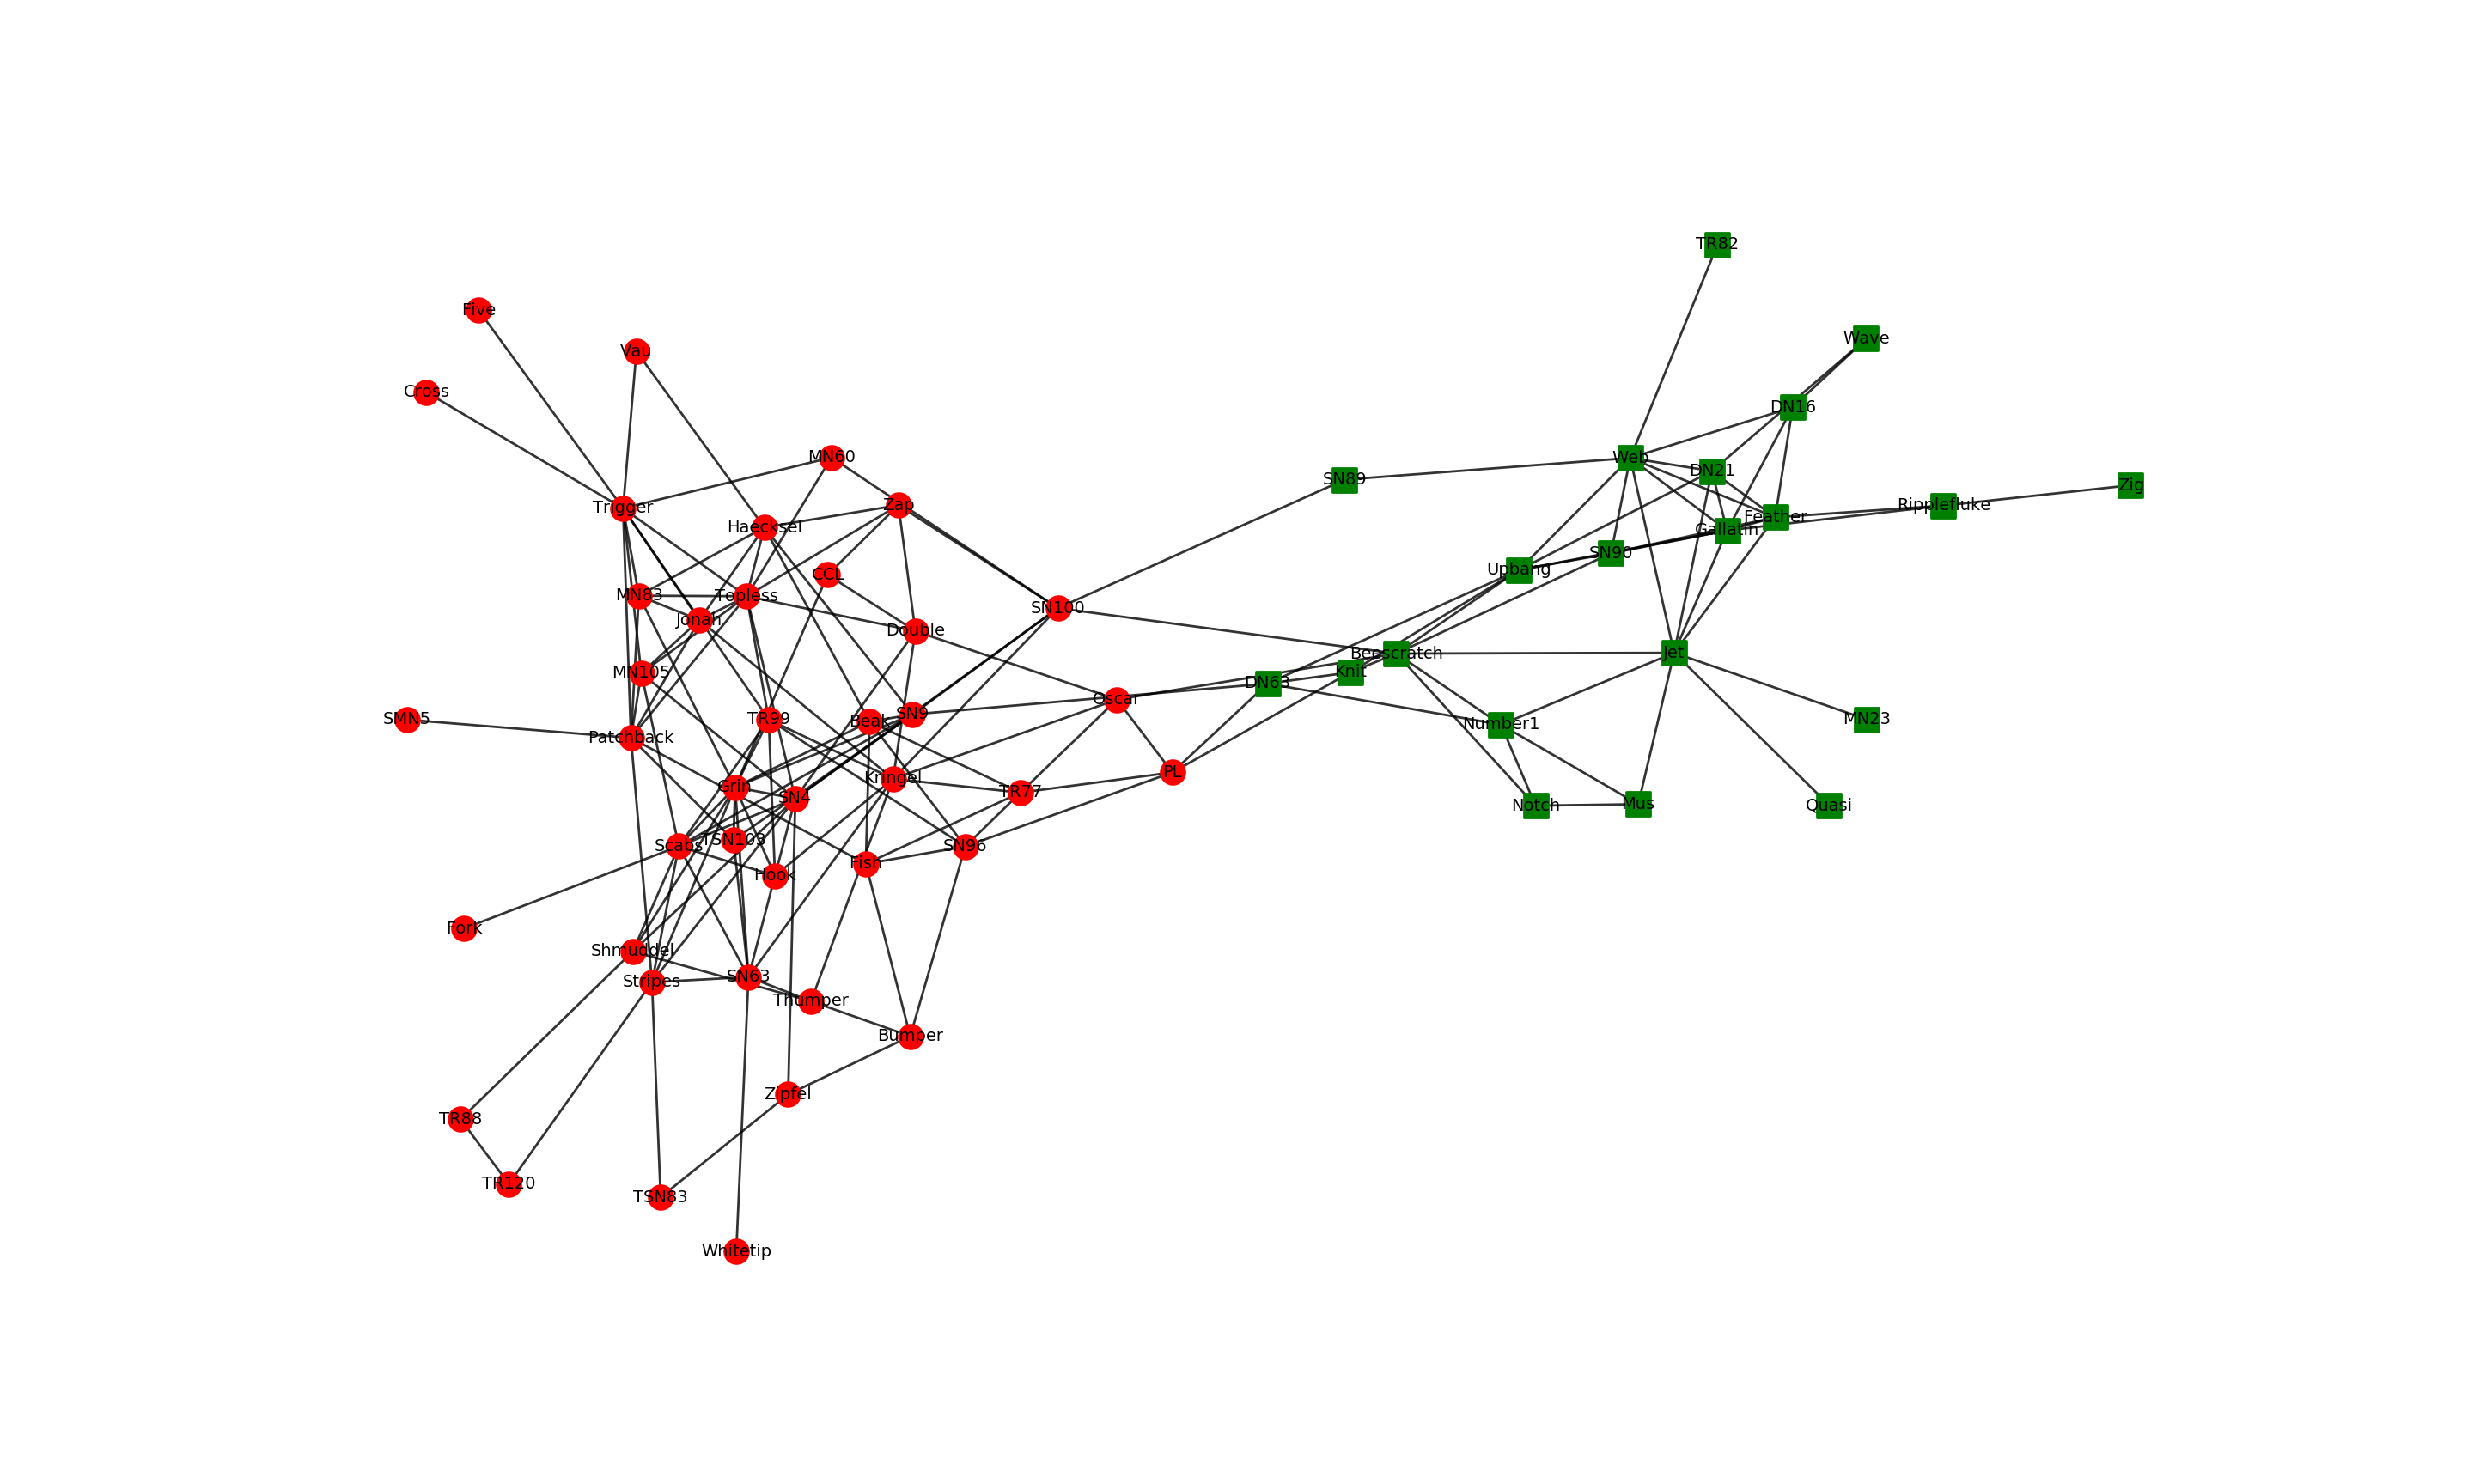 TR82
Five
Wave
Vau
Cross
DN16
MN60
Web
DN21
SN89
Zig
Trigger
Zap
Ripplefluke
Haecksel
Feather
Gallatin
SN90
CCL
Upbang
MN83
Topless
SN100
Jonah
Double
Beescratch
Jet
MN105
Knit
DN63
Oscar
SMN5
TR99
Beak
SN9
MN23
Number1
Patchback
PL
Kringel
Grin
TR77
SN4
Notch
Mus
Quasi
TSN103
Scabs
SN96
Fish
Hook
Fork
Shmuddel
SN63
Stripes
Thumper
Bumper
Zipfel
TR88
TR120
TSN83
Whitetip